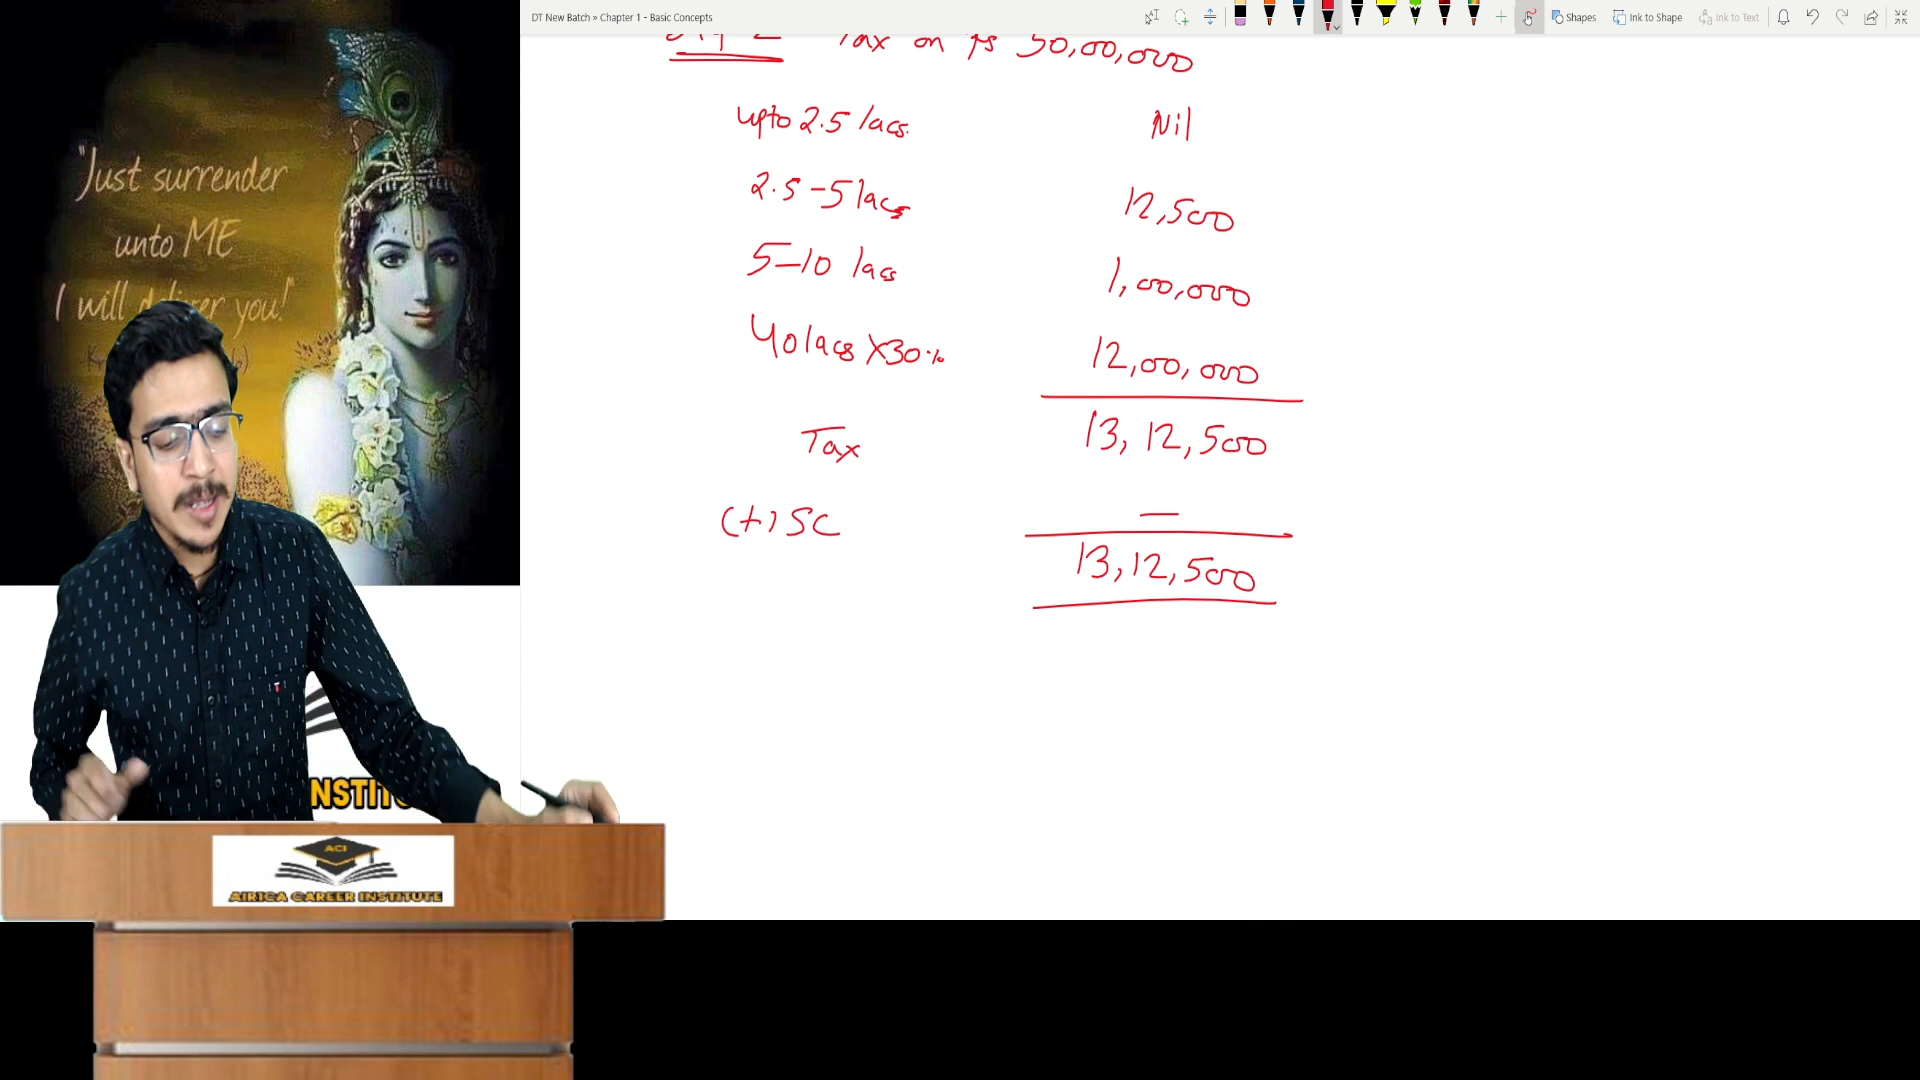 DT New Batch » Chapter 1 - Basic Concepts
Shapes
Ink to Shape
Ink to Text
Tax on Rs 50,00,000
upto 2.5 lacs. Nil
2.5-5 lacs 12,500
5-10 lacs 1,00,000
40 lacs X30% 12,00,000
Tax 13,12,500
(+) SC —
13,12,500
"Just surrender
unto ME
I will deliver you!"
NSTIT
ACI
AIR1CA CAREER INSTITUTE